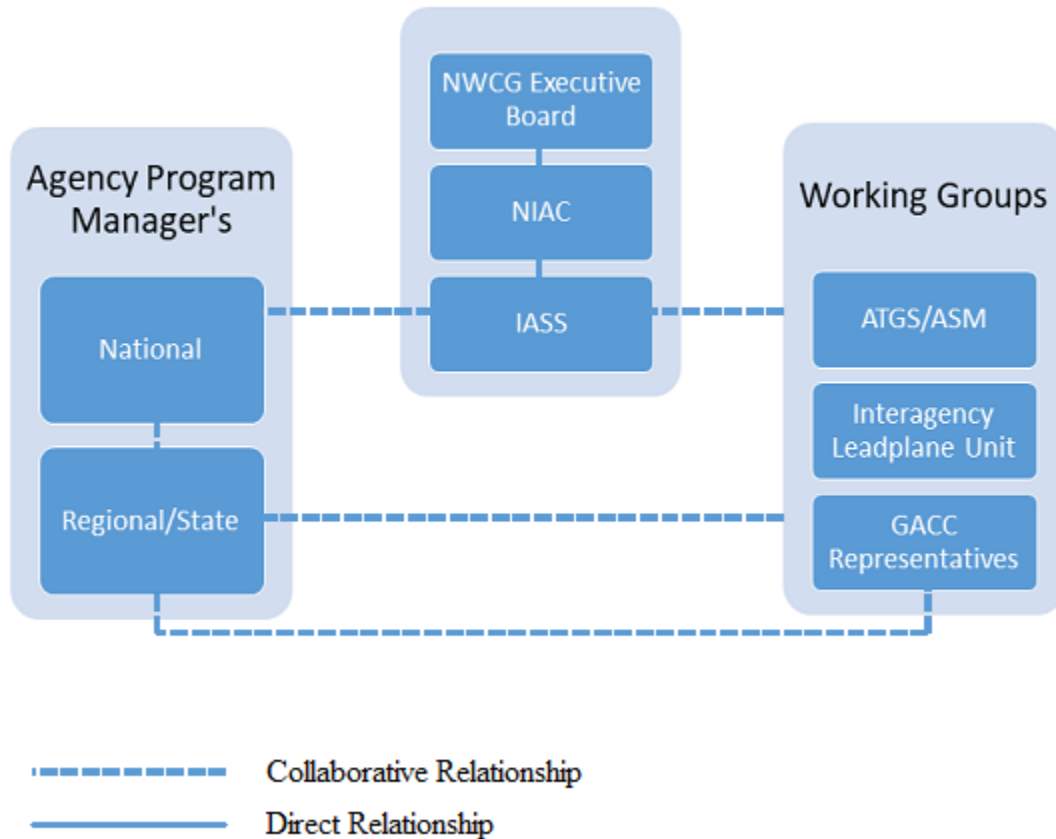 NWCG Executive
Board
NIAC
IASS
Agency Program
Manager's
National
Regional/State
Working Groups
ATGS/ASM
Interagency
Leadplane Unit
GACC
Representatives
Collaborative Relationship
Direct Relationship